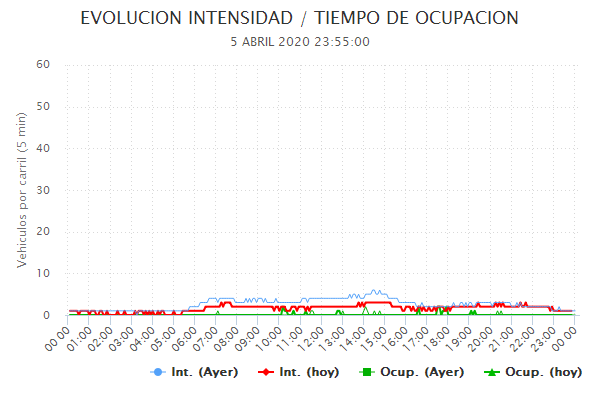 EVOLUCION INTENSIDAD / TIEMPO DE OCUPACION
5 ABRIL 2020 23:55:00
Vehiculos por carril (5 min)
60
50
40
30
20
10
0
00:00 01:00 02:00 03:00 04:00 05:00 06:00 07:00 08:00 09:00 10:00 11:00 12:00 13:00 14:00 15:00 16:00 17:00 18:00 19:00 20:00 21:00 22:00 23:00 00:00
Int. (Ayer) Int. (hoy) Ocup. (Ayer) Ocup. (hoy)